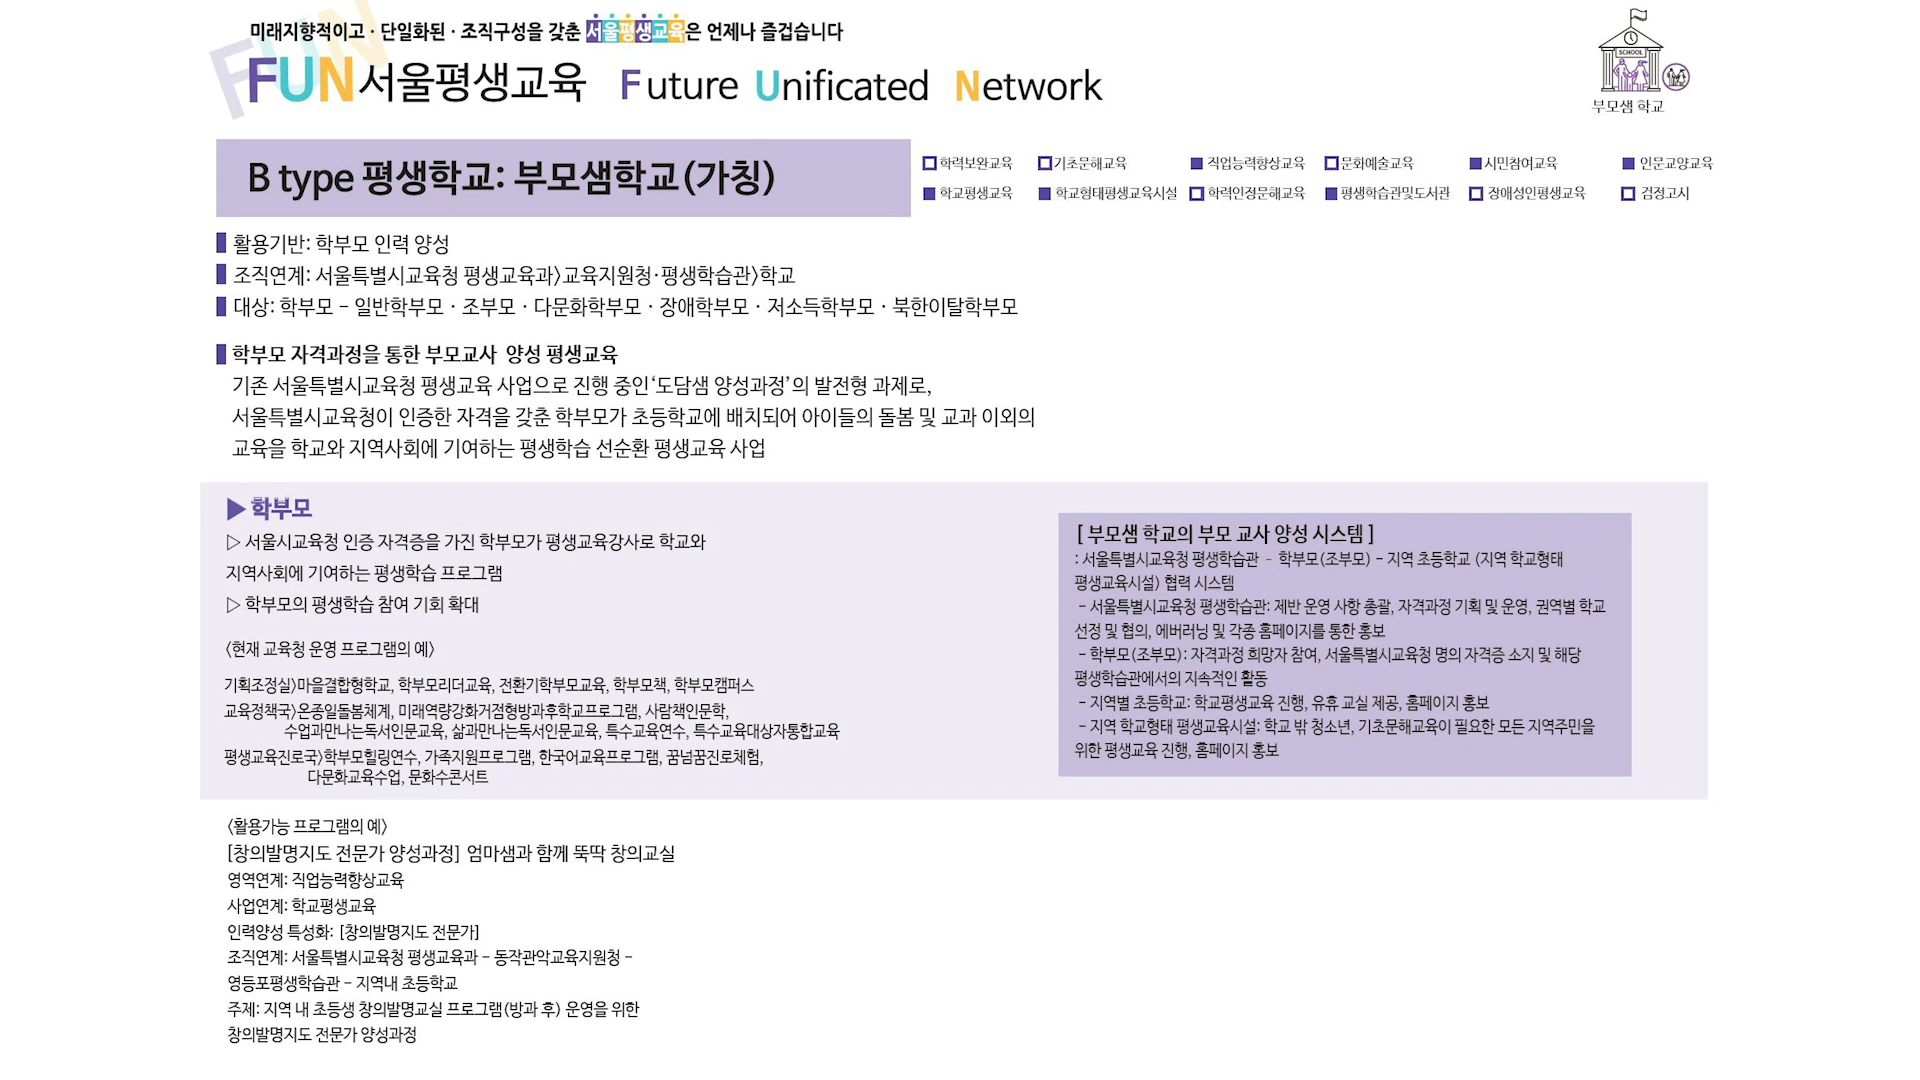 미래지향적이고 · 단일화된 · 조직구성을 갖춘 서울평생교육은 언제나 즐겁습니다
FUN
FUN 서울평생교육 Future Unificated Network
SCHOOL
부모샘 학교
B type 평생학교: 부모샘학교(가칭)
□학력보완교육 □기초문해교육 ■ 직업능력향상교육 □문화예술교육 ■시민참여교육 ■ 인문교양교육
■ 학교평생교육 ■ 학교형태평생교육시설 □학력인정문해교육 ■평생학습관및도서관 □ 장애성인평생교육 □ 검정고시
활용기반: 학부모 인력 양성
조직연계: 서울특별시교육청 평생교육과>교육지원청·평생학습관>학교
대상: 학부모 - 일반학부모 · 조부모 · 다문화학부모 · 장애학부모 · 저소득학부모 · 북한이탈학부모
학부모 자격과정을 통한 부모교사 양성 평생교육
기존 서울특별시교육청 평생교육 사업으로 진행 중인‘도담샘 양성과정’의 발전형 과제로,
서울특별시교육청이 인증한 자격을 갖춘 학부모가 초등학교에 배치되어 아이들의 돌봄 및 교과 이외의
교육을 학교와 지역사회에 기여하는 평생학습 선순환 평생교육 사업
▶학부모
▷ 서울시교육청 인증 자격증을 가진 학부모가 평생교육강사로 학교와
지역사회에 기여하는 평생학습 프로그램
▷ 학부모의 평생학습 참여 기회 확대
<현재 교육청 운영 프로그램의 예>
기획조정실>마을결합형학교, 학부모리더교육, 전환기학부모교육, 학부모책, 학부모캠퍼스
교육정책국>온종일돌봄체계, 미래역량강화거점형방과후학교프로그램, 사람책인문학,
수업과만나는독서인문교육, 삶과만나는독서인문교육, 특수교육연수, 특수교육대상자통합교육
평생교육진로국>학부모힐링연수, 가족지원프로그램, 한국어교육프로그램, 꿈넘꿈진로체험,
다문화교육수업, 문화수콘서트
[ 부모샘 학교의 부모 교사 양성 시스템 ]
: 서울특별시교육청 평생학습관 - 학부모(조부모) - 지역 초등학교 (지역 학교형태
평생교육시설) 협력 시스템
- 서울특별시교육청 평생학습관: 제반 운영 사항 총괄, 자격과정 기획 및 운영, 권역별 학교
선정 및 협의, 에버러닝 및 각종 홈페이지를 통한 홍보
- 학부모(조부모): 자격과정 희망자 참여, 서울특별시교육청 명의 자격증 소지 및 해당
평생학습관에서의 지속적인 활동
- 지역별 초등학교: 학교평생교육 진행, 유휴 교실 제공, 홈페이지 홍보
- 지역 학교형태 평생교육시설: 학교 밖 청소년, 기초문해교육이 필요한 모든 지역주민을
위한 평생교육 진행, 홈페이지 홍보
<활용가능 프로그램의 예>
[창의발명지도 전문가 양성과정] 엄마샘과 함께 뚝딱 창의교실
영역연계: 직업능력향상교육
사업연계: 학교평생교육
인력양성 특성화: [창의발명지도 전문가]
조직연계: 서울특별시교육청 평생교육과 - 동작관악교육지원청 -
영등포평생학습관 - 지역내 초등학교
주제: 지역 내 초등생 창의발명교실 프로그램(방과 후) 운영을 위한
창의발명지도 전문가 양성과정